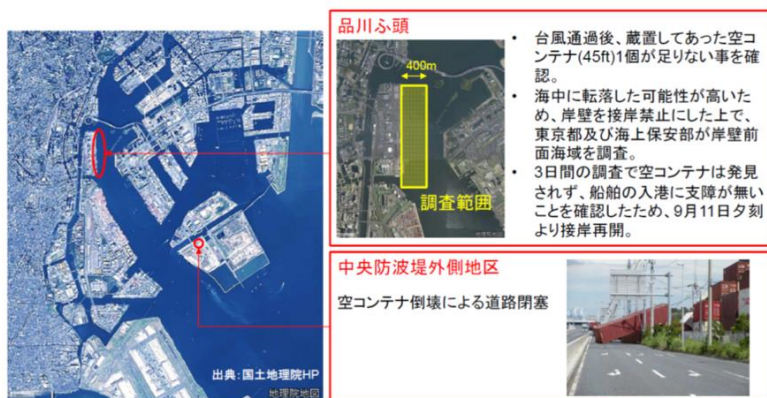 品川ふ頭
400m
調査範囲
地理院地図
• 台風通過後、蔵置してあった空コ
ンテナ(45ft)1個が足りない事を確
認。
• 海中に転落した可能性が高いた
め、岸壁を接岸禁止にした上で、
東京都及び海上保安部が岸壁前
面海域を調査。
• 3日間の調査で空コンテナは発見
されず、船舶の入港に支障が無い
ことを確認したため、9月11日夕刻
より接岸再開。
中央防波堤外側地区
空コンテナ倒壊による道路閉塞
出典：国土地理院HP
地理院地図